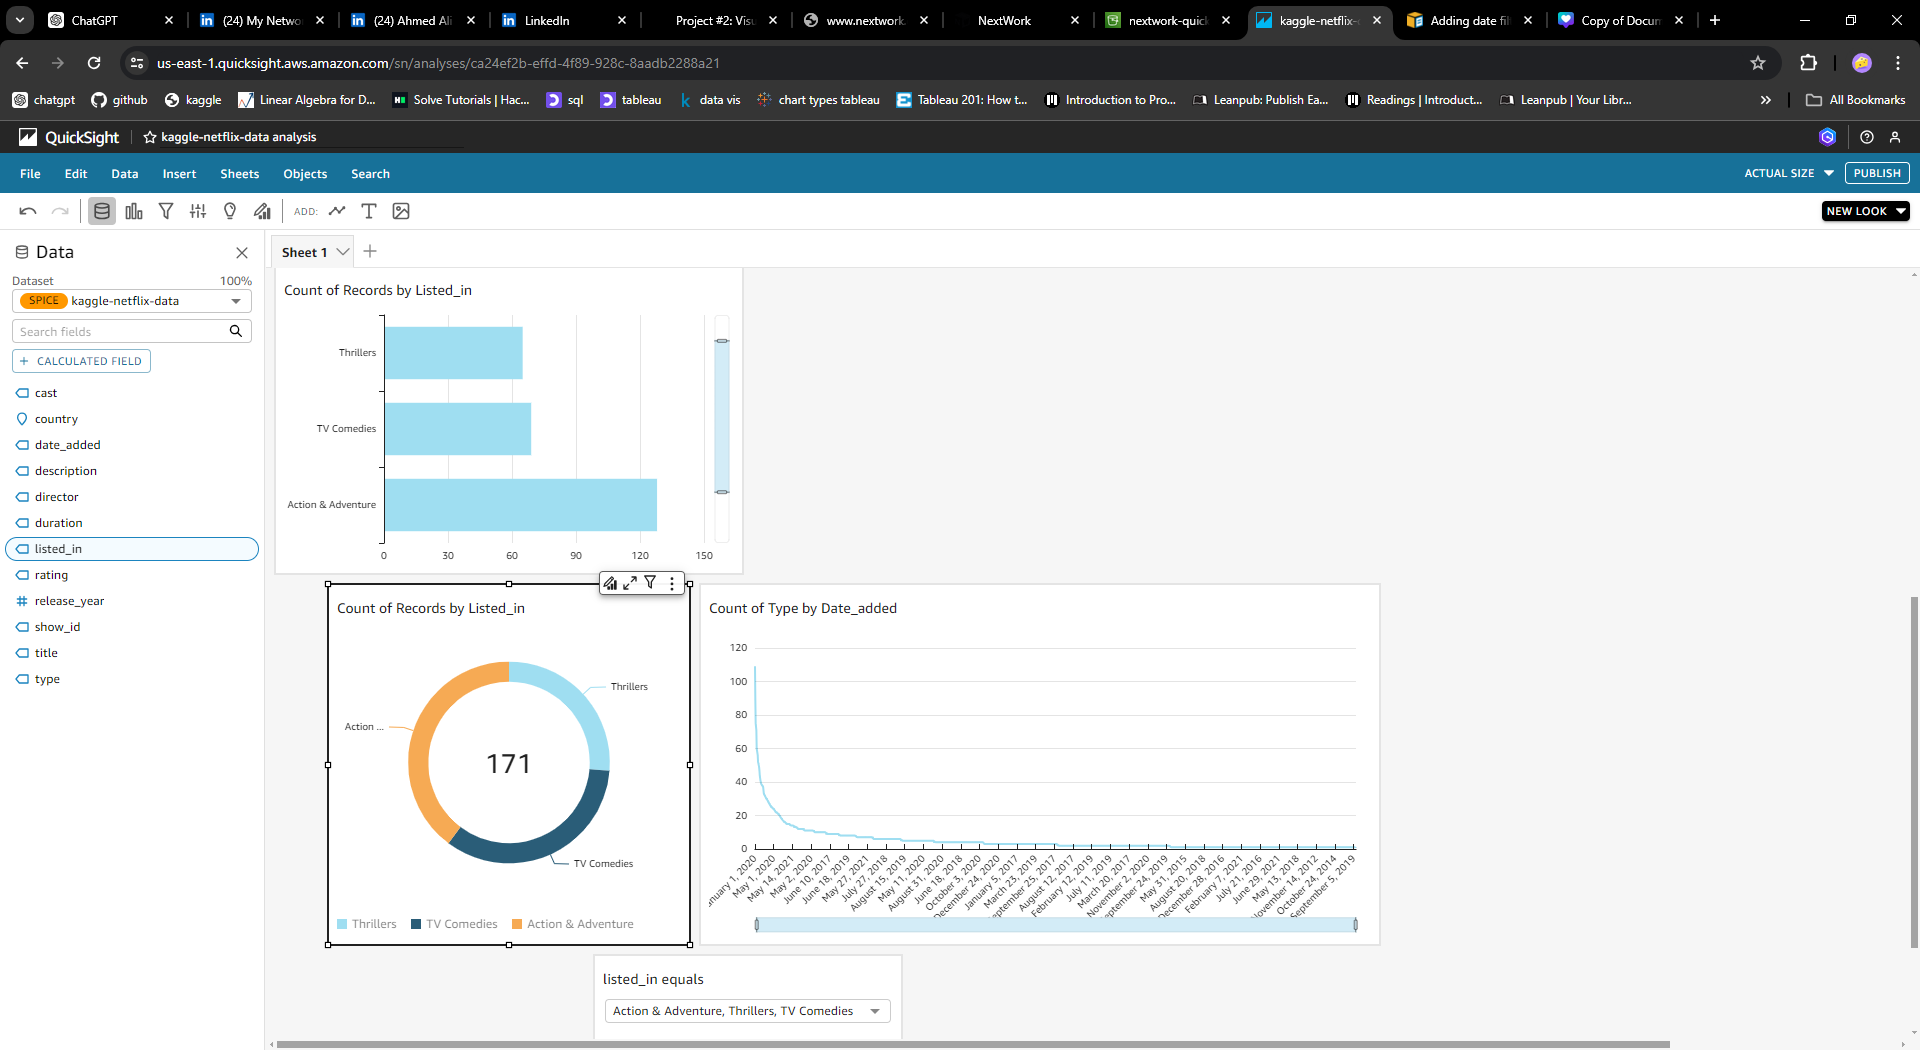 ChatGPT
(24) My Netwo
(24) Ahmed Ali
LinkedIn
Project #2: Visu
www.nextwork.
NextWork
nextwork-quick
kaggle-netflix-
Adding date fil
Copy of Docum
us-east-1.quicksight.aws.amazon.com/sn/analyses/ca24ef2b-effd-4f89-928c-8aadb2288a21
chatgpt
github
kaggle
Linear Algebra for D...
Solve Tutorials | Hac...
sql
tableau
data vis
chart types tableau
Tableau 201: How t...
Introduction to Pro...
Leanpub: Publish Ea...
Readings | Introduct...
Leanpub | Your Libr...
All Bookmarks
QuickSight
kaggle-netflix-data analysis
File Edit Data Insert Sheets Objects Search
ACTUAL SIZE
PUBLISH
ADD:
NEW LOOK
Data
Dataset
100%
SPICE kaggle-netflix-data
Search fields
+ CALCULATED FIELD
cast
country
date_added
description
director
duration
listed_in
rating
release_year
show_id
title
type
Sheet 1
Count of Records by Listed_in
Thrillers
TV Comedies
Action & Adventure
0 30 60 90 120 150
Count of Records by Listed_in
Thrillers
Action ...
171
TV Comedies
Thrillers TV Comedies Action & Adventure
Count of Type by Date_added
120
100
80
60
40
20
0
May 1, 2020
May 14, 2021
May 2, 2020
June 10, 2017
June 18, 2019
May 27, 2021
July 27, 2018
August 15, 2019
May 11, 2020
August 31, 2020
June 18, 2018
October 3, 2020
December 24, 2020
January 5, 2017
March 23, 2019
September 25, 2017
August 12, 2017
February 12, 2019
July 11, 2019
March 20, 2017
November 2, 2020
September 24, 2019
May 31, 2015
August 20, 2018
December 28, 2016
February 7, 2021
July 21, 2016
June 29, 2021
May 13, 2018
November 14, 2012
October 24, 2014
September 5, 2019
listed_in equals
Action & Adventure, Thrillers, TV Comedies